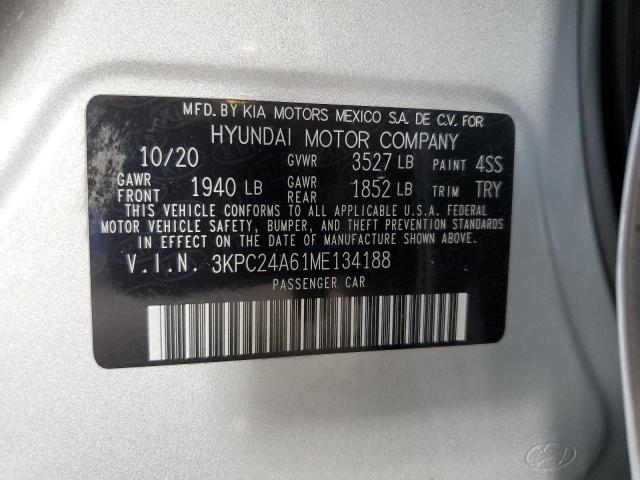 MFD. BY KIA MOTORS MEXICO S.A. DE C.V. FOR
HYUNDAI MOTOR COMPANY
10/20 GVWR 3527 LB PAINT 4SS
GAWR FRONT 1940 LB GAWR REAR 1852 LB TRIM TRY
THIS VEHICLE CONFORMS TO ALL APPLICABLE U.S.A. FEDERAL
MOTOR VEHICLE SAFETY, BUMPER, AND THEFT PREVENTION STANDARDS
IN EFFECT ON THE DATE OF MANUFACTURE SHOWN ABOVE.
V.I.N. 3KPC24A61ME134188
PASSENGER CAR